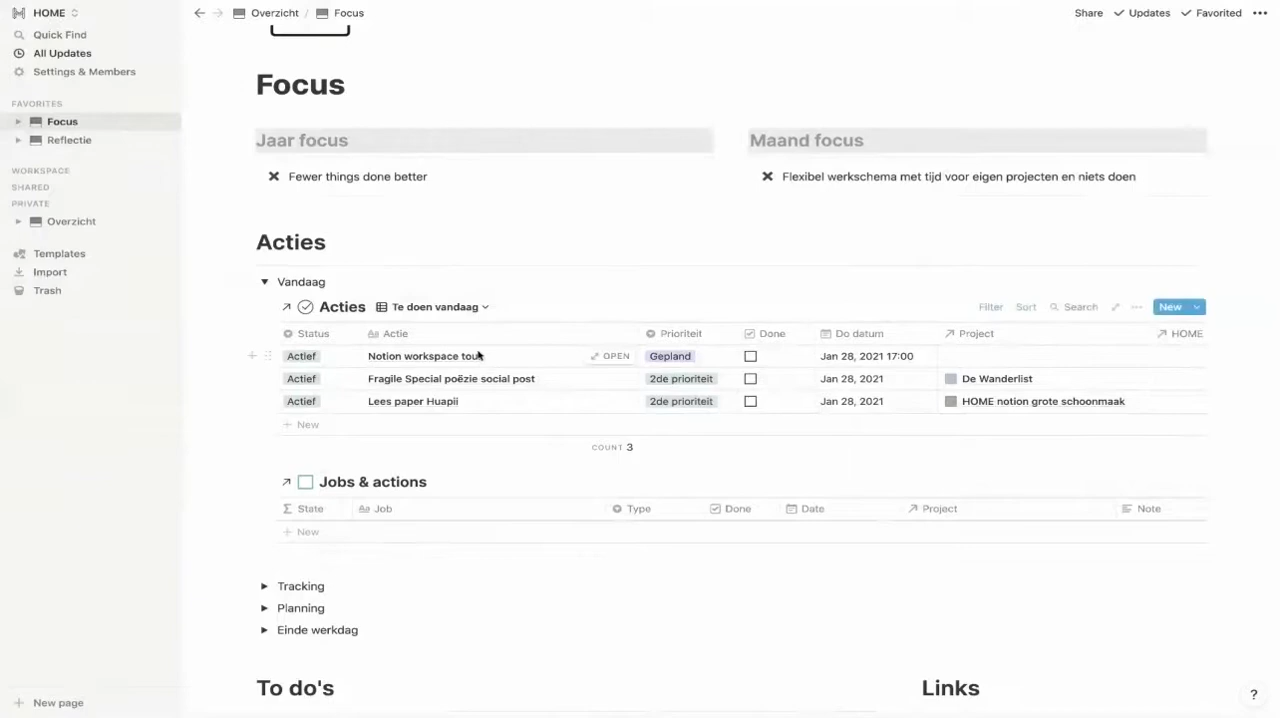 HOME
Overzicht / Focus
Share Updates Favorited
Quick Find
All Updates
Settings & Members
FAVORITES
Focus
Reflectie
WORKSPACE
SHARED
PRIVATE
Overzicht
Templates
Import
Trash
New page
Focus
Jaar focus
Fewer things done better
Maand focus
Flexibel werkschema met tijd voor eigen projecten en niets doen
Acties
Vandaag
Acties Te doen vandaag Filter Sort Search New
Status Actie Prioriteit Done Do datum Project HOME
Actief Notion workspace tour OPEN Gepland Jan 28, 2021 17:00
Actief Fragile Special poëzie social post 2de prioriteit Jan 28, 2021 De Wanderlist
Actief Lees paper Huapii 2de prioriteit Jan 28, 2021 HOME notion grote schoonmaak
New
COUNT 3
Jobs & actions
State Job Type Done Date Project Note
New
Tracking
Planning
Einde werkdag
To do's
Links
?